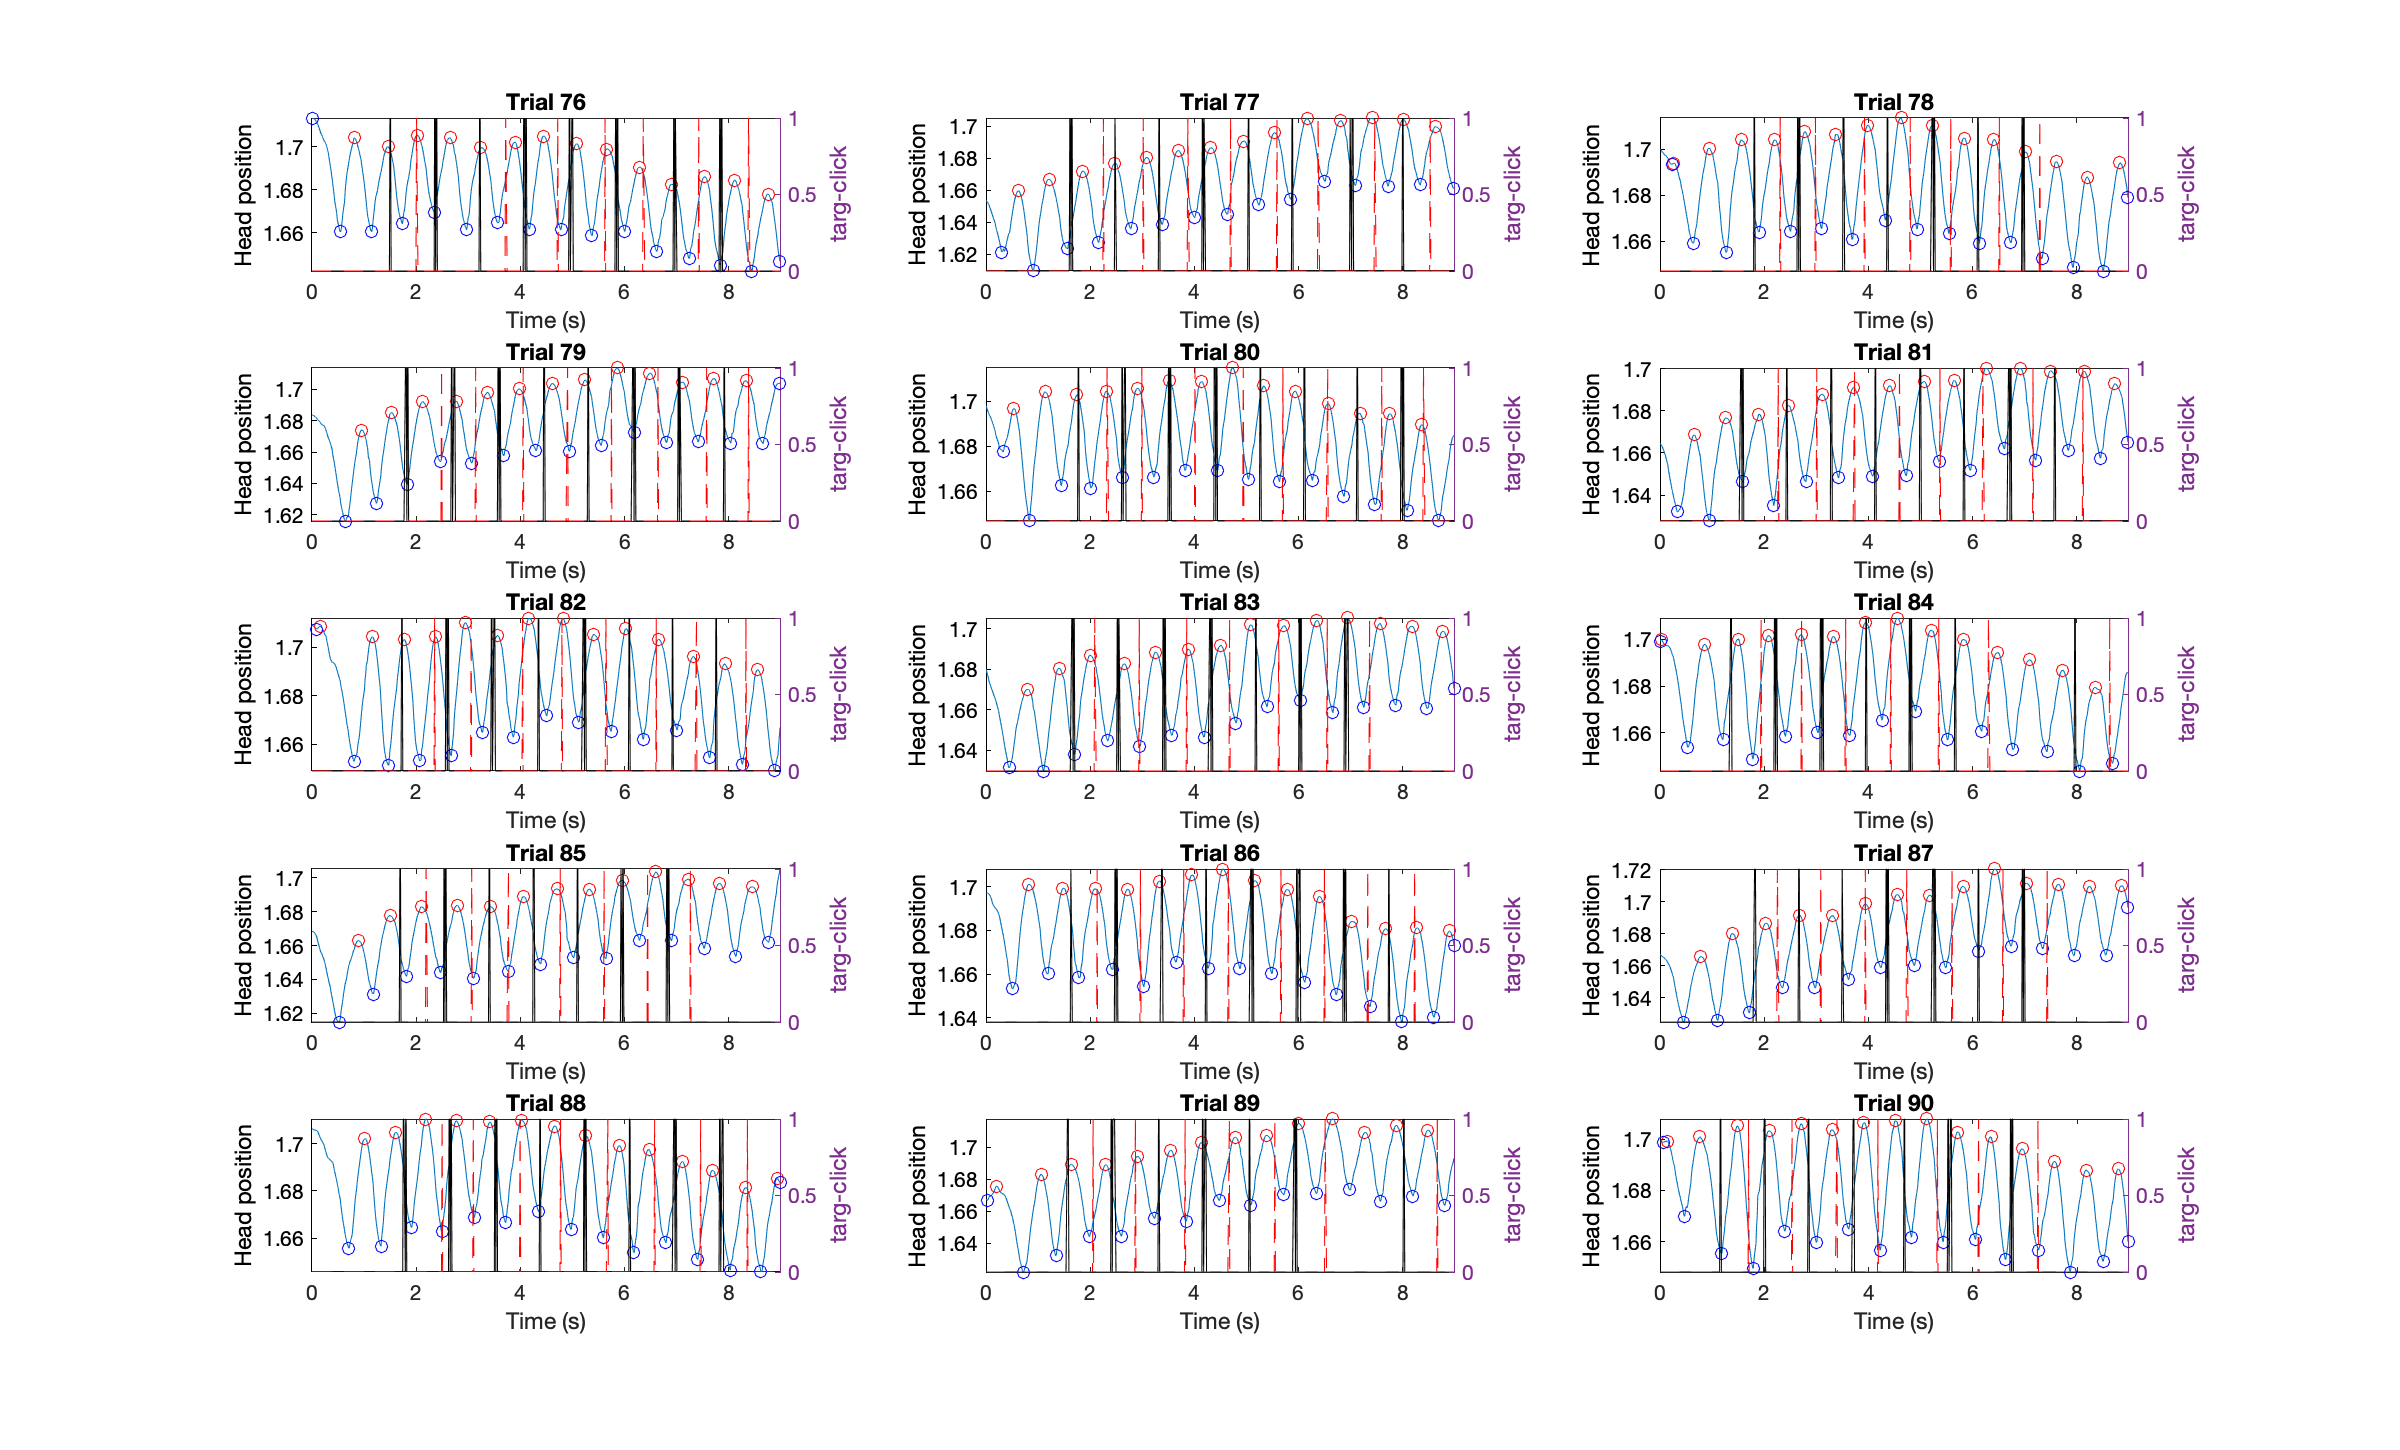 Trial 76
Head position
1.7
1.68
1.66
1
0.5
0
targ-click
0 2 4 6 8
Time (s)
Trial 77
Head position
1.7
1.68
1.66
1.64
1.62
1
0.5
0
targ-click
0 2 4 6 8
Time (s)
Trial 78
Head position
1.7
1.68
1.66
1
0.5
0
targ-click
0 2 4 6 8
Time (s)
Trial 79
Head position
1.7
1.68
1.66
1.64
1.62
1
0.5
0
targ-click
0 2 4 6 8
Time (s)
Trial 80
Head position
1.7
1.68
1.66
1
0.5
0
targ-click
0 2 4 6 8
Time (s)
Trial 81
Head position
1.7
1.68
1.66
1.64
1
0.5
0
targ-click
0 2 4 6 8
Time (s)
Trial 82
Head position
1.7
1.68
1.66
1
0.5
0
targ-click
0 2 4 6 8
Time (s)
Trial 83
Head position
1.7
1.68
1.66
1.64
1
0.5
0
targ-click
0 2 4 6 8
Time (s)
Trial 84
Head position
1.7
1.68
1.66
1
0.5
0
targ-click
0 2 4 6 8
Time (s)
Trial 85
Head position
1.7
1.68
1.66
1.64
1.62
1
0.5
0
targ-click
0 2 4 6 8
Time (s)
Trial 86
Head position
1.7
1.68
1.66
1.64
1
0.5
0
targ-click
0 2 4 6 8
Time (s)
Trial 87
Head position
1.72
1.7
1.68
1.66
1.64
1
0.5
0
targ-click
0 2 4 6 8
Time (s)
Trial 88
Head position
1.7
1.68
1.66
1
0.5
0
targ-click
0 2 4 6 8
Time (s)
Trial 89
Head position
1.7
1.68
1.66
1.64
1
0.5
0
targ-click
0 2 4 6 8
Time (s)
Trial 90
Head position
1.7
1.68
1.66
1
0.5
0
targ-click
0 2 4 6 8
Time (s)